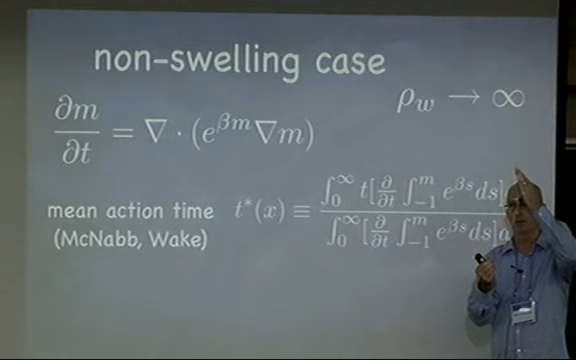 non-swelling case
∂m/∂t = ∇ · (e^{βm}∇m)
ρ_w → ∞
mean action time
(McNabb, Wake)
t*(x) ≡ ∫_0^∞ t[∂/∂t ∫_{-1}^m e^{βs} ds] / ∫_0^∞ [∂/∂t ∫_{-1}^m e^{βs} ds]